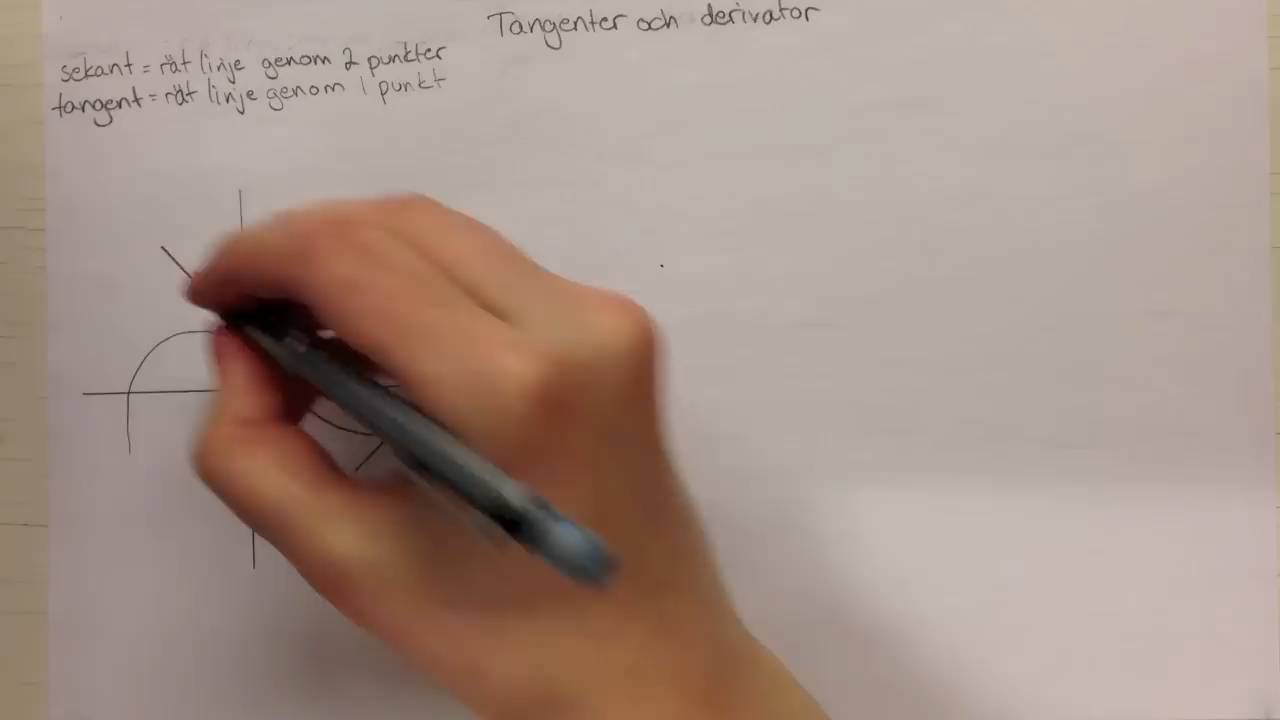 Tangenter och derivator
sekant = rät linje genom 2 punkter
tangent = rät linje genom 1 punkt